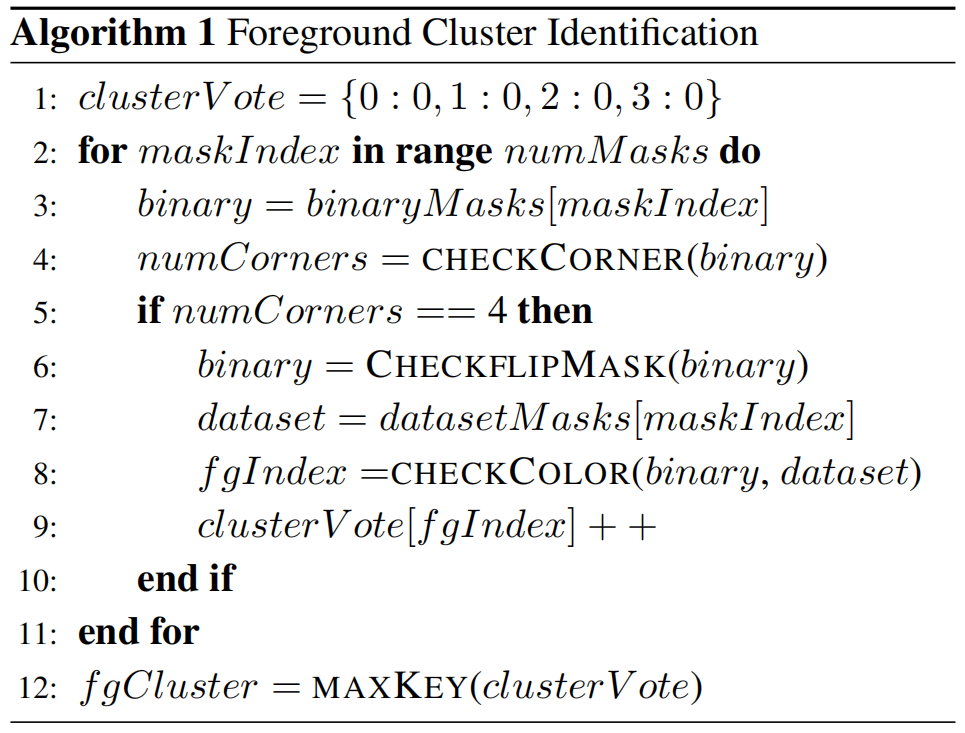 Algorithm 1 Foreground Cluster Identification
1: clusterVote = {0 : 0, 1 : 0, 2 : 0, 3 : 0}
2: for maskIndex in range numMasks do
3: binary = binaryMasks[maskIndex]
4: numCorners = CHECKCORNER(binary)
5: if numCorners == 4 then
6: binary = CHECKFLIPMASK(binary)
7: dataset = datasetMasks[maskIndex]
8: fgIndex =CHECKCOLOR(binary, dataset)
9: clusterVote[fgIndex] + +
10: end if
11: end for
12: fgCluster = MAXKEY(clusterVote)